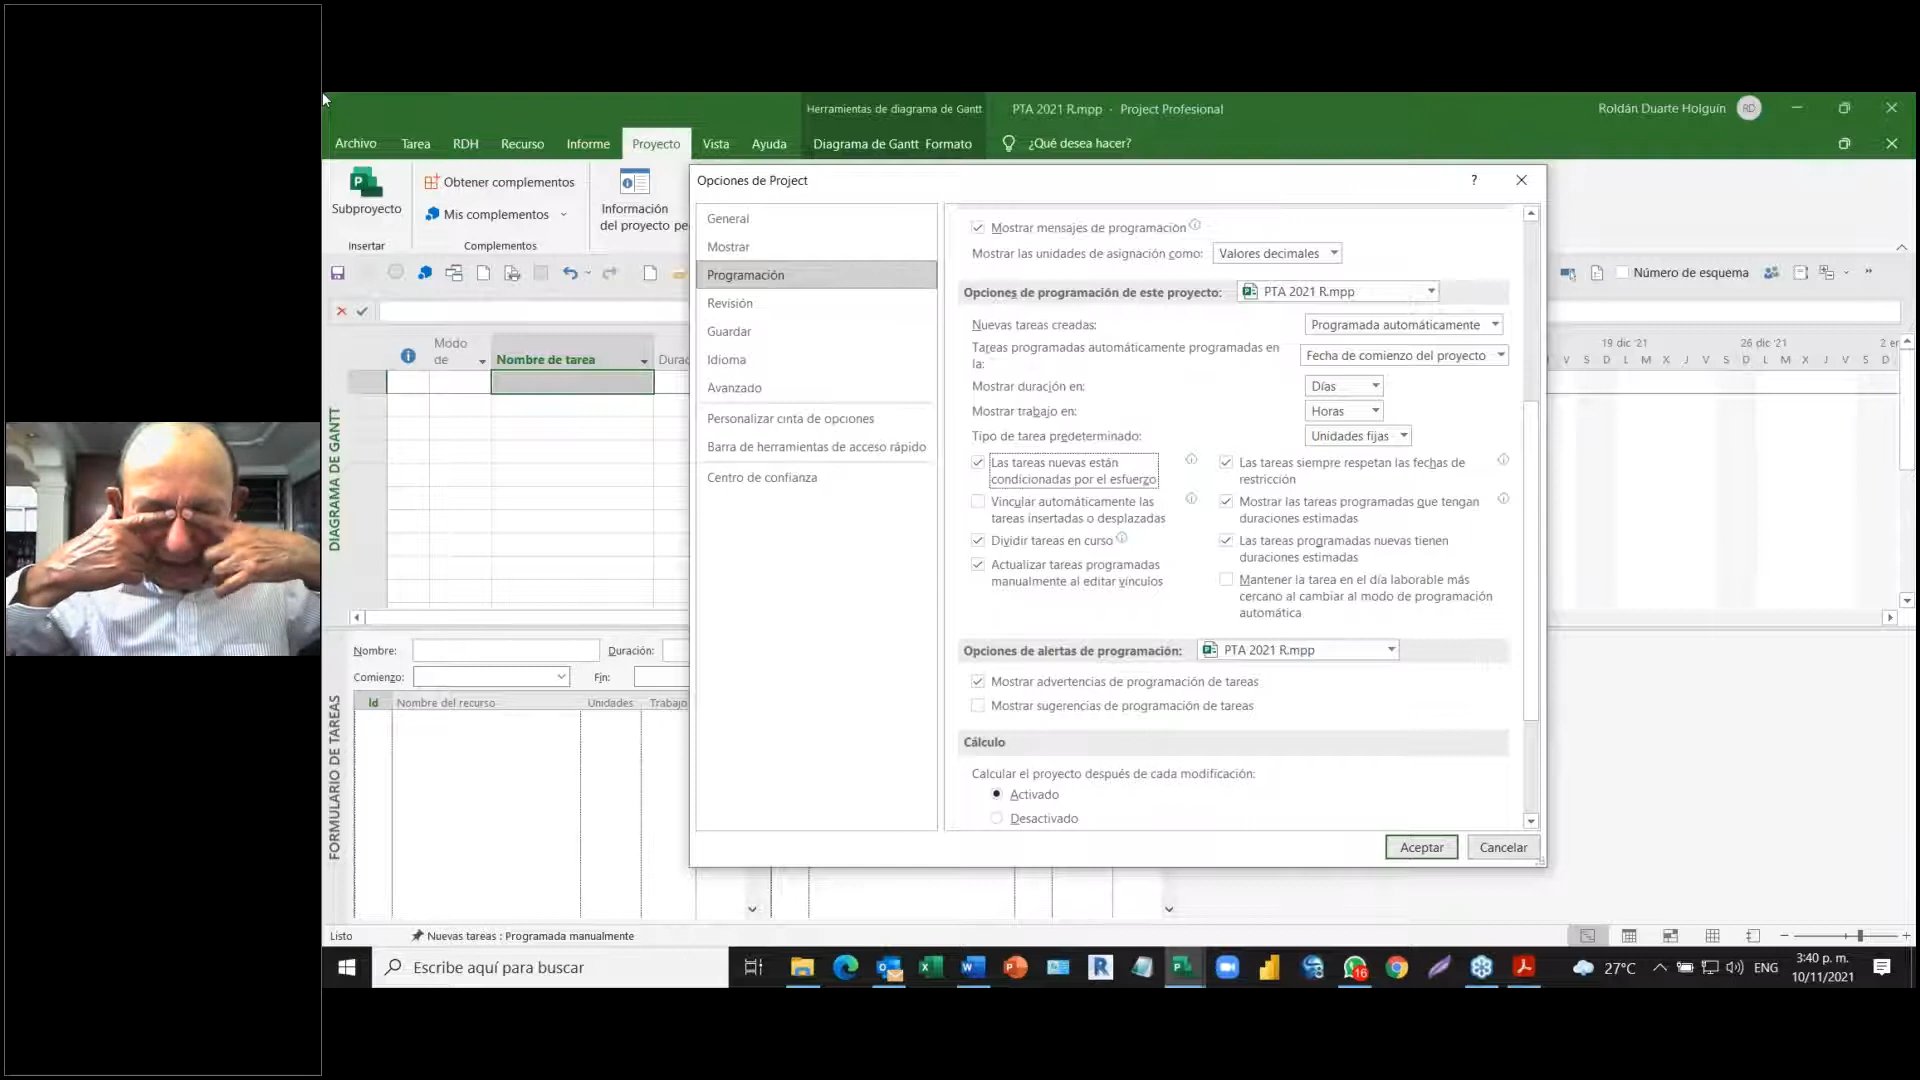 Herramientas de diagrama de Gantt
PTA 2021 R.mpp - Project Profesional
Roldán Duarte Holguín
RD
Archivo
Tarea
RDH
Recurso
Informe
Proyecto
Vista
Ayuda
Diagrama de Gantt Formato
¿Qué desea hacer?
Subproyecto
Insertar
Obtener complementos
Mis complementos
Complementos
Información
del proyecto pe
Número de esquema
Modo
de
Nombre de tarea
Durac
DIAGRAMA DE GANTT
19 dic '21
26 dic '21
2 er
V S D L M X J V S D L M X J V S D
Opciones de Project
?
General
Mostrar
Programación
Revisión
Guardar
Idioma
Avanzado
Personalizar cinta de opciones
Barra de herramientas de acceso rápido
Centro de confianza
Mostrar mensajes de programación
Mostrar las unidades de asignación como: Valores decimales
Opciones de programación de este proyecto: PTA 2021 R.mpp
Nuevas tareas creadas: Programada automáticamente
Tareas programadas automáticamente programadas en
la: Fecha de comienzo del proyecto
Mostrar duración en: Días
Mostrar trabajo en: Horas
Tipo de tarea predeterminado: Unidades fijas
Las tareas nuevas están
condicionadas por el esfuerzo
Vincular automáticamente las
tareas insertadas o desplazadas
Dividir tareas en curso
Actualizar tareas programadas
manualmente al editar vínculos
Las tareas siempre respetan las fechas de
restricción
Mostrar las tareas programadas que tengan
duraciones estimadas
Las tareas programadas nuevas tienen
duraciones estimadas
Mantener la tarea en el día laborable más
cercano al cambiar al modo de programación
automática
Opciones de alertas de programación: PTA 2021 R.mpp
Mostrar advertencias de programación de tareas
Mostrar sugerencias de programación de tareas
Cálculo
Calcular el proyecto después de cada modificación:
Activado
Desactivado
Aceptar
Cancelar
FORMULARIO DE TAREAS
Nombre:
Duración:
Comienzo:
Fin:
Id
Nombre del recurso
Unidades
Trabajo
Listo
Nuevas tareas : Programada manualmente
Escribe aquí para buscar
16
27°C
ENG
3:40 p. m.
10/11/2021